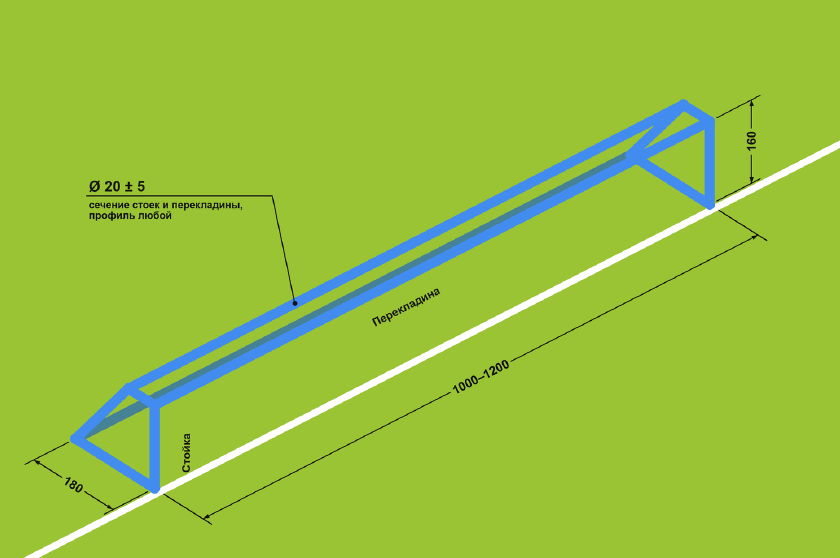 Ø 20 ± 5
сечение стоек и перекладины,
профиль любой
160
Перекладина
1000–1200
Стойка
180